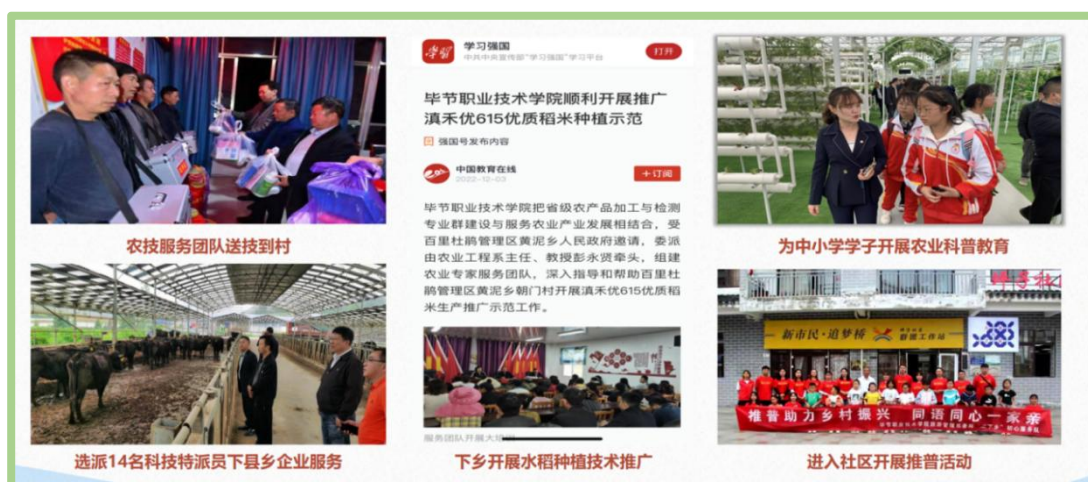 农技服务团队送技到村
选派14名科技特派员下县乡企业服务
学习强国
中共中央宣传部“学习强国”学习平台
打开
毕节职业技术学院顺利开展推广
滇禾优615优质稻米种植示范
强国号发布内容
中国教育在线
2022-12-03
+订阅
毕节职业技术学院把省级农产品加工与检测
专业群建设与服务农业产业发展相结合，受
百里杜鹃管理区黄泥乡人民政府邀请，委派
由农业工程系主任、教授彭永贤牵头，组建
农业专家服务团队，深入指导和帮助百里杜
鹃管理区黄泥乡朝门村开展滇禾优615优质稻
米生产推广示范工作。
服务团队开展大
下乡开展水稻种植技术推广
为中小学学子开展农业科普教育
新市民·追梦桥
工作站
推普助力乡村振兴 同语同心一家亲
进入社区开展推普活动